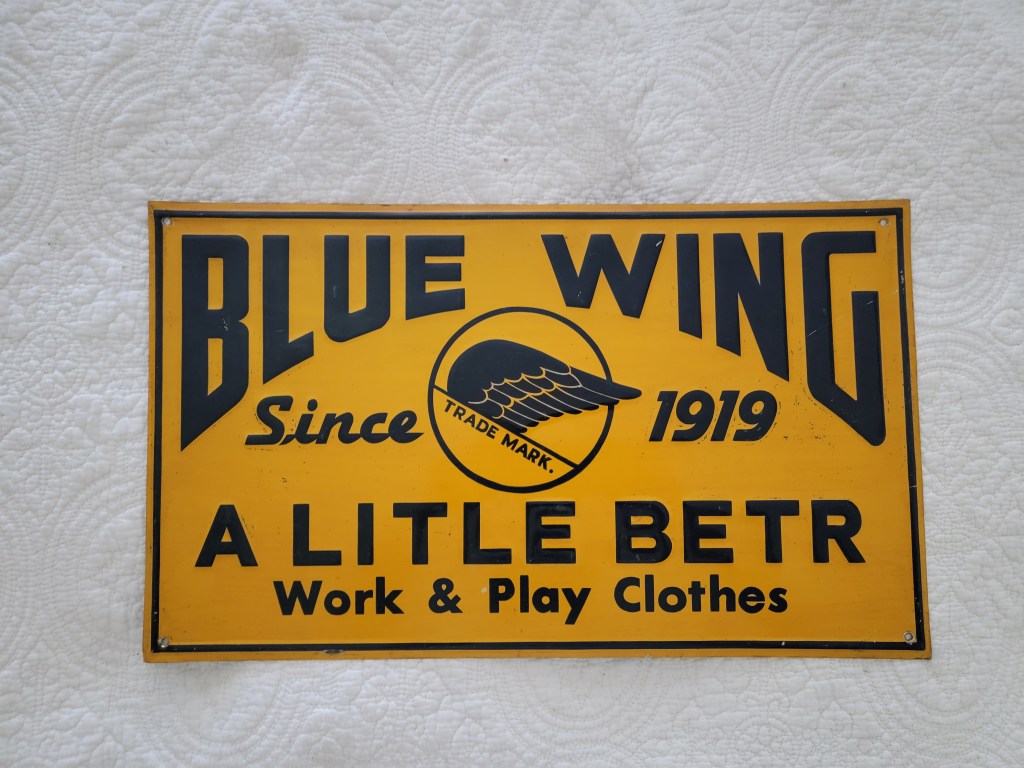 BLUE WING
Since 1919
TRADE MARK.
A LITLE BETR
Work & Play Clothes